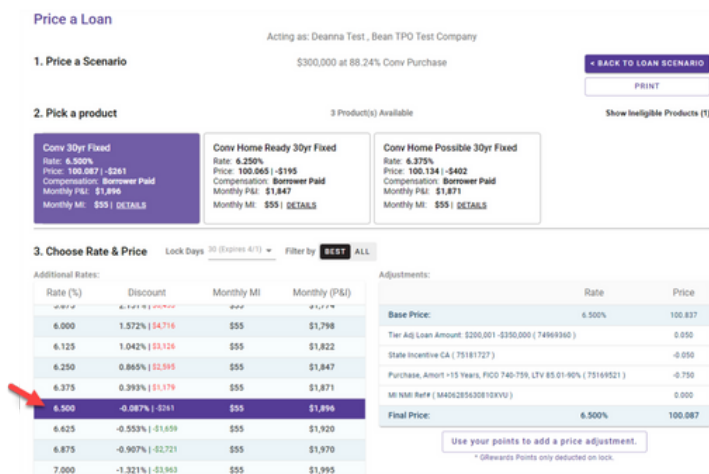 Price a Loan
Acting as: Deanna Test , Bean TPO Test Company
1. Price a Scenario
$300,000 at 88.24% Conv Purchase
< BACK TO LOAN SCENARIO
PRINT
2. Pick a product
3 Product(s) Available
Show Ineligible Products (1)
Conv 30yr Fixed
Rate: 6.500%
Price: 100.087 | -$261
Compensation: Borrower Paid
Monthly P&I: $1,896
Monthly MI: $55 | DETAILS
Conv Home Ready 30yr Fixed
Rate: 6.250%
Price: 100.065 | -$195
Compensation: Borrower Paid
Monthly P&I: $1,847
Monthly MI: $55 | DETAILS
Conv Home Possible 30yr Fixed
Rate: 6.375%
Price: 100.134 | -$402
Compensation: Borrower Paid
Monthly P&I: $1,871
Monthly MI: $55 | DETAILS
3. Choose Rate & Price Lock Days 30 (Expires 4/1) Filter by BEST ALL
Additional Rates:
Rate (%) Discount Monthly MI Monthly (P&I)
6.000 1.572% | $4,716 $55 $1,798
6.125 1.042% | $3,126 $55 $1,822
6.250 0.865% | $2,595 $55 $1,847
6.375 0.393% | $1,179 $55 $1,871
6.500 -0.087% | -$261 $55 $1,896
6.625 -0.553% | -$1,659 $55 $1,920
6.875 -0.907% | -$2,721 $55 $1,970
7.000 -1.321% | -$3,963 $55 $1,995
Adjustments:
Rate Price
Base Price: 6.500% 100.837
Tier Adj Loan Amount: $200,001 -$350,000 ( 74969360 ) 0.050
State Incentive CA ( 75181727 ) -0.050
Purchase, Amort >15 Years, FICO 740-759, LTV 85.01-90% ( 75169521 ) -0.750
MI NMI Ref# ( M406285630810XVU ) 0.000
Final Price: 6.500% 100.087
Use your points to add a price adjustment.
* GRewards Points only deducted on lock.